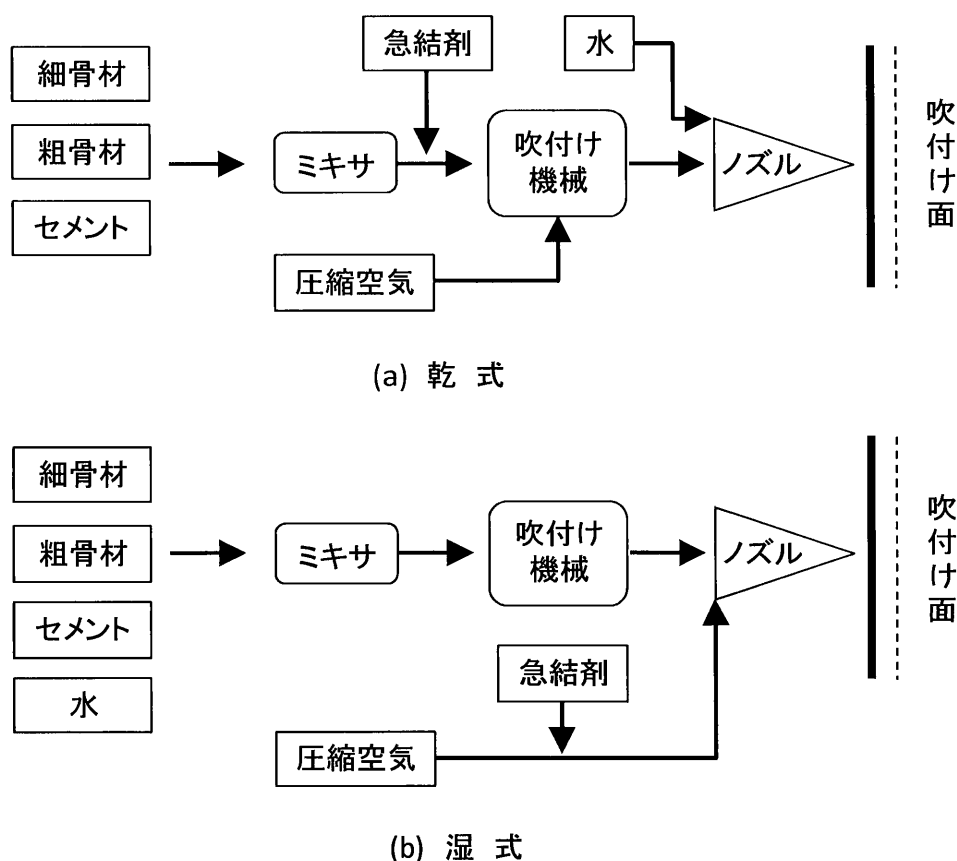 急結剤
水
細骨材
粗骨材
セメント
ミキサ
吹付け
機械
ノズル
吹付け面
圧縮空気
(a) 乾 式
細骨材
粗骨材
セメント
水
ミキサ
吹付け
機械
ノズル
吹付け面
急結剤
圧縮空気
(b) 湿 式